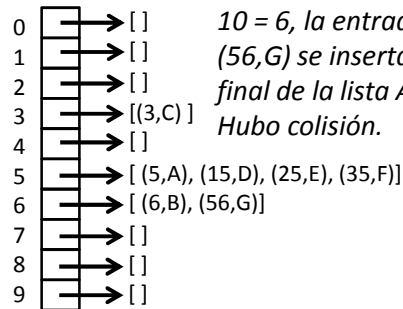 10 = 6, la entrada
(56,G) se inserta
final de la lista A
Hubo colisión.
0 [ ]
1 [ ]
2 [ ]
3 [(3,C) ]
4 [ ]
5 [ (5,A), (15,D), (25,E), (35,F)]
6 [ (6,B), (56,G)]
7 [ ]
8 [ ]
9 [ ]